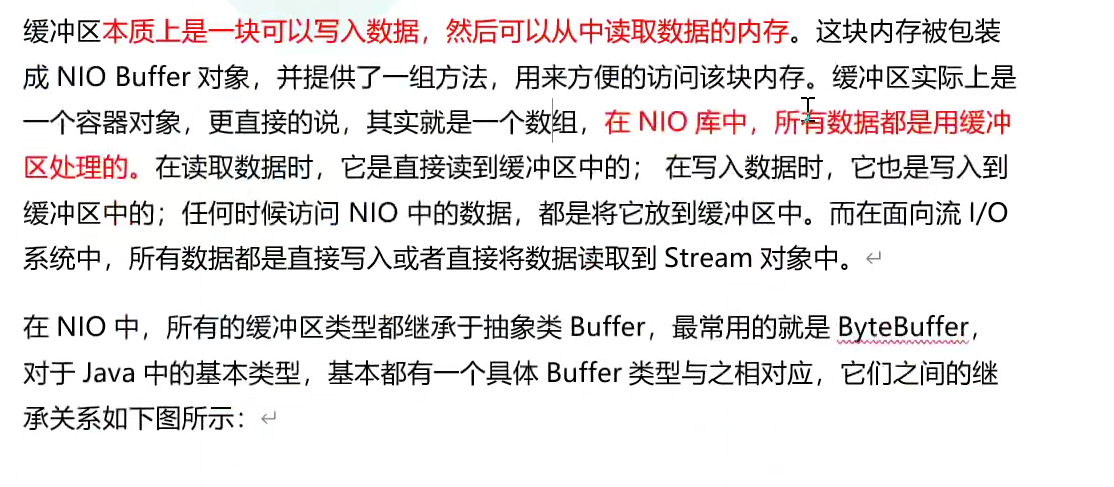 缓冲区本质上是一块可以写入数据，然后可以从中读取数据的内存。这块内存被包装
成 NIO Buffer 对象，并提供了一组方法，用来方便的访问该块内存。缓冲区实际上是
一个容器对象，更直接的说，其实就是一个数组，在 NIO 库中，所有数据都是用缓冲
区处理的。在读取数据时，它是直接读到缓冲区中的； 在写入数据时，它也是写入到
缓冲区中的；任何时候访问 NIO 中的数据，都是将它放到缓冲区中。而在面向流 I/O
系统中，所有数据都是直接写入或者直接将数据读取到 Stream 对象中。↵
在 NIO 中，所有的缓冲区类型都继承于抽象类 Buffer，最常用的就是 ByteBuffer，
对于 Java 中的基本类型，基本都有一个具体 Buffer 类型与之相对应，它们之间的继
承关系如下图所示：↵